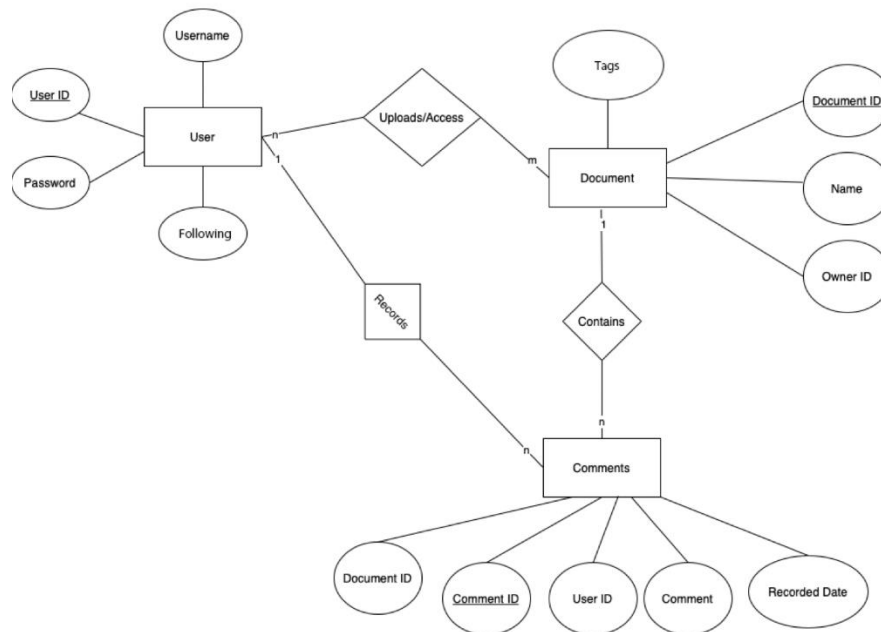 Username
Tags
User ID
Document ID
Uploads/Access
User
n
1
m
Document
Password
Name
Following
1
Owner ID
Records
Contains
n
n
Comments
Document ID
Comment ID
User ID
Comment
Recorded Date